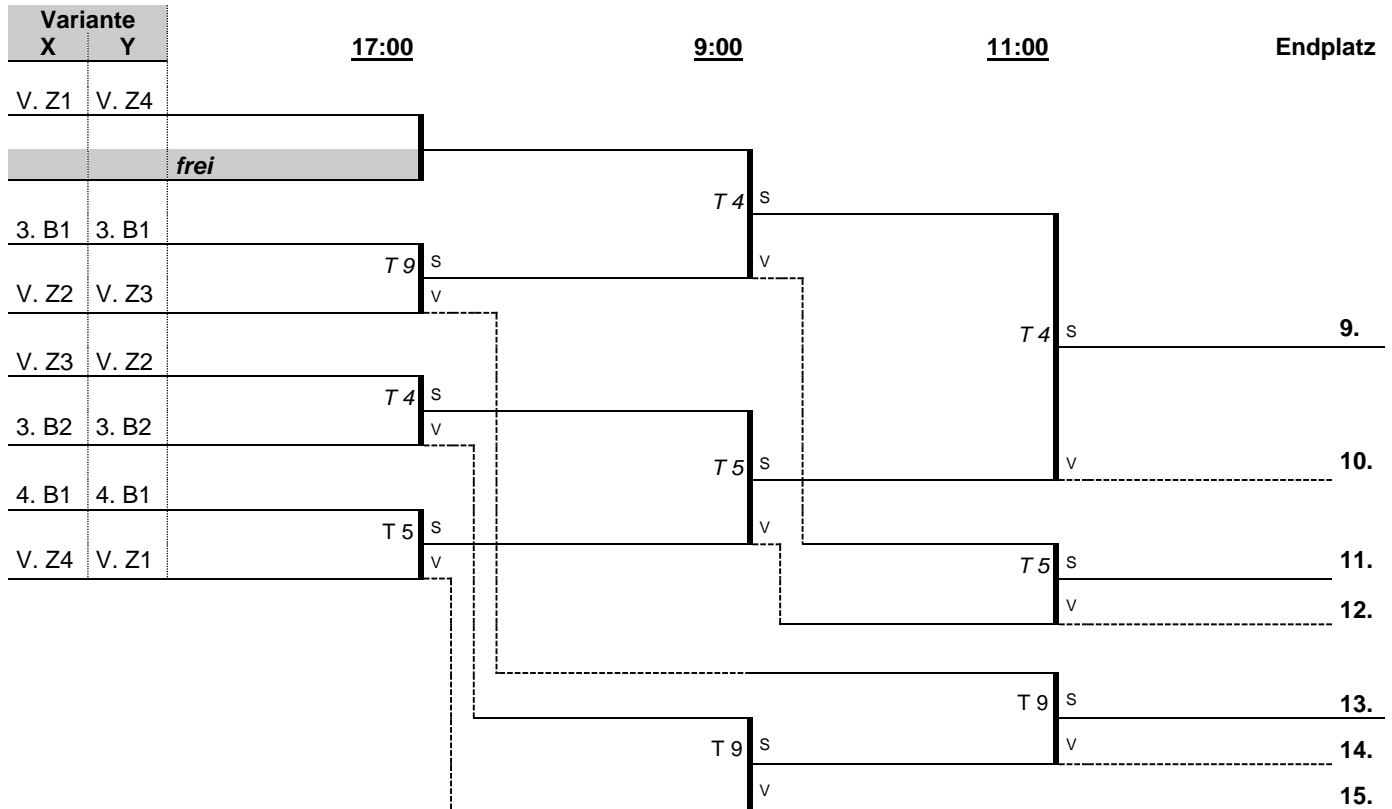 Variante
X Y 17:00 9:00 11:00 Endplatz
V. Z1 V. Z4
frei
T 4 S
3. B1 3. B1
T 9 S V
V. Z2 V. Z3 V
T 4 S 9.
V. Z3 V. Z2
T 4 S
3. B2 3. B2 V
T 5 S V 10.
4. B1 4. B1
T 5 S V
V. Z4 V. Z1 V T 5 S 11.
V 12.
T 9 S 13.
T 9 S V 14.
V 15.